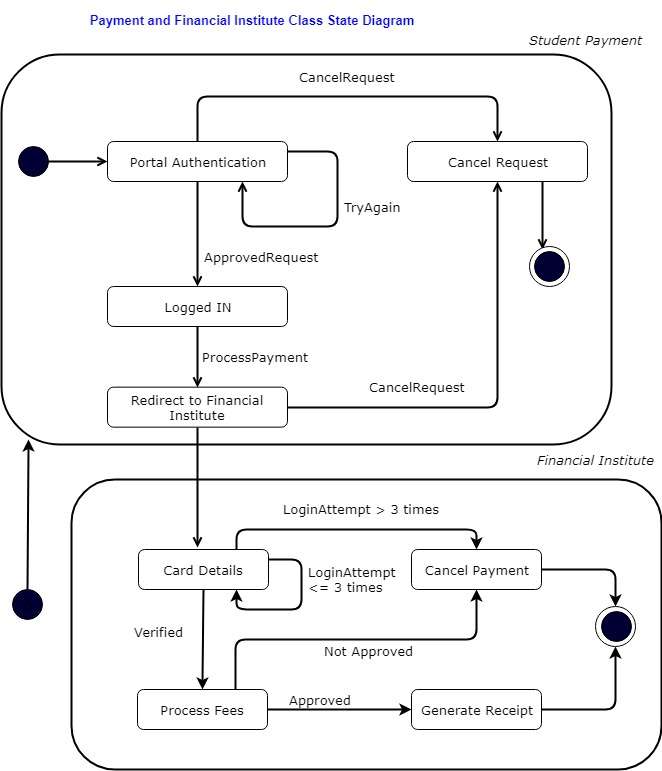 Payment and Financial Institute Class State Diagram
Student Payment
CancelRequest
Portal Authentication
Cancel Request
TryAgain
ApprovedRequest
Logged IN
ProcessPayment
CancelRequest
Redirect to Financial
Institute
Financial Institute
LoginAttempt > 3 times
Card Details
LoginAttempt
<= 3 times
Cancel Payment
Verified
Not Approved
Process Fees
Approved
Generate Receipt